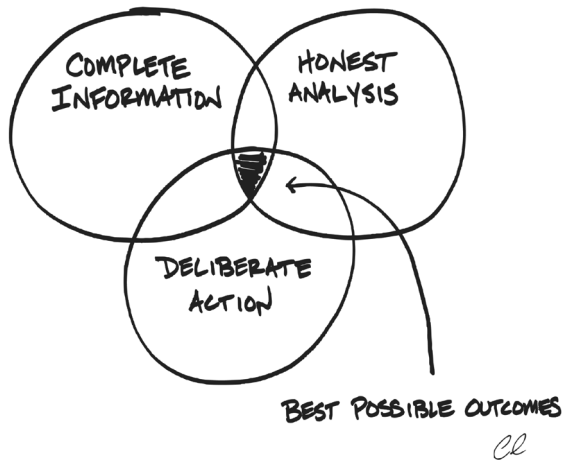 COMPLETE
INFORMATION
HONEST
ANALYSIS
DELIBERATE
ACTION
BEST POSSIBLE OUTCOMES